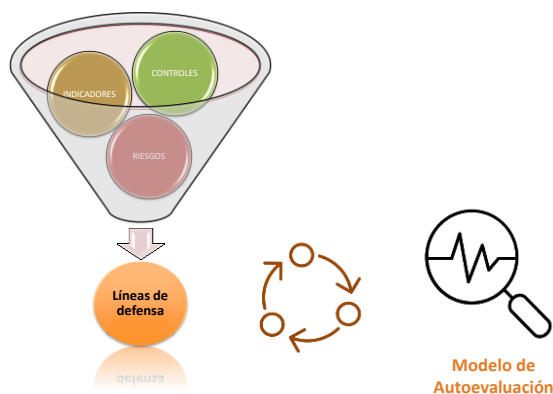 CONTROLES
INDICADORES
RIESGOS
Líneas de
defensa
Modelo de
Autoevaluación